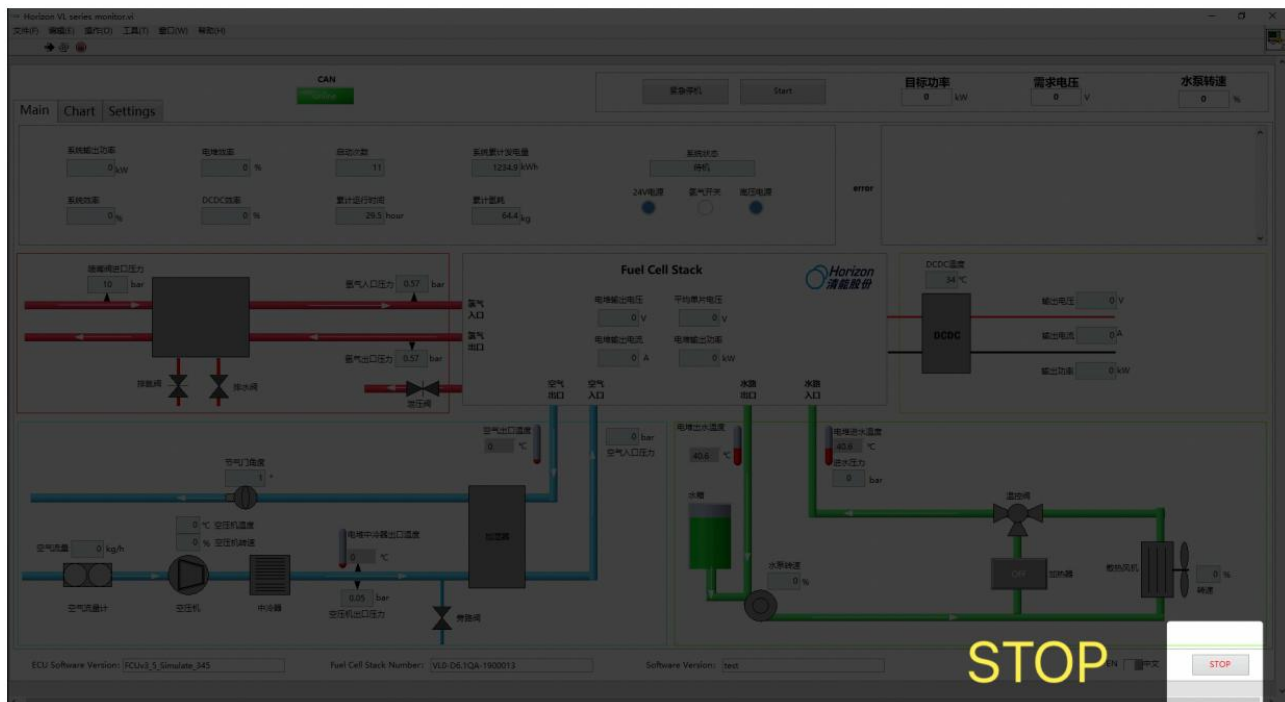 Horizon VL series monitor.vi
文件(F) 编辑(E) 操作(O) 工具(T) 窗口(W) 帮助(H)
CAN
Online
紧急停机 Start
目标功率 0 kW
需求电压 0 V
水泵转速 0 %
Main Chart Settings
系统输出功率 0 kW
电堆效率 0 %
启动次数 11
系统累计发电量 1234.9 kWh
系统状态
待机
系统效率 0 %
DCDC效率 0 %
累计运行时间 29.5 hour
累计氢耗 64.4 kg
24V电源 氢气开关 高压电源
error
10 bar
氢气入口压力 0.57 bar
氢气出口压力 0.57 bar
排氮阀 排水阀
泄压阀
Fuel Cell Stack
Horizon
清能股份
氢气
入口
氢气
出口
电堆输出电压 0 V
平均单片电压 0 V
电堆输出电流 0 A
电堆输出功率 0 kW
空气
出口
空气
入口
水路
出口
水路
入口
DCDC温度
34 ℃
DCDC
输出电压 0 V
输出电流 0 A
输出功率 0 kW
空气出口温度
0 ℃
0 bar
空气入口压力
节气门角度
1 °
0 ℃ 空压机温度
0 % 空压机转速
空气流量 0 kg/h
电堆中冷器出口温度
0 ℃
0.05 bar
空压机出口压力
加湿器
空气流量计 空压机 中冷器
旁路阀
电堆出水温度
40.6 ℃
电堆进水温度
40.6 ℃
进水压力
0 bar
水箱
水泵转速
0 %
温控阀
OFF 加热器
散热风机
0 %
转速
ECU Software Version: FCUv3_5_Simulate_345
Fuel Cell Stack Number: VL0-D6.1QA-1900013
Software Version: test
STOP
EN 中文
STOP